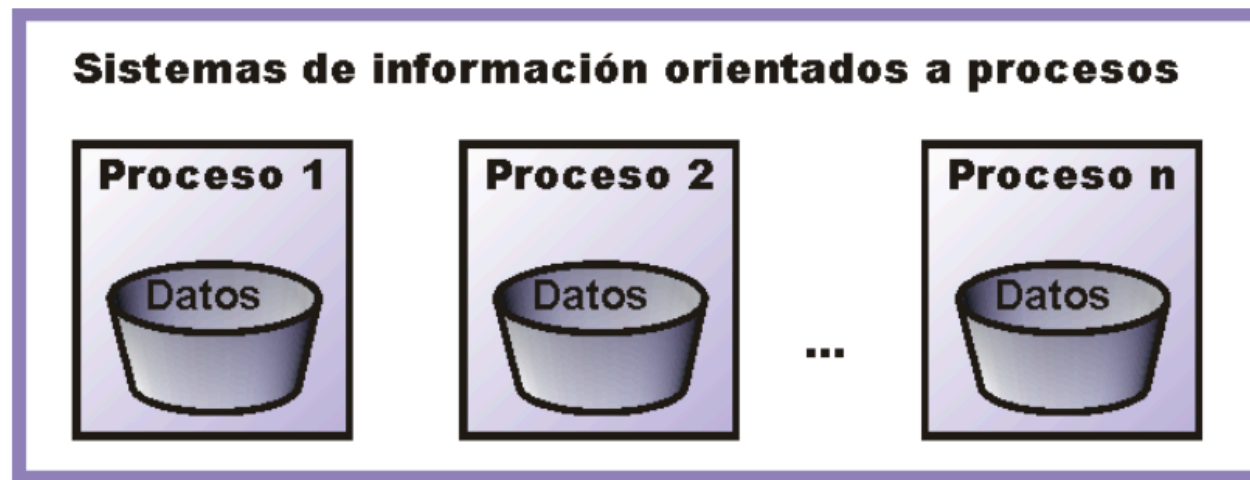 Sistemas de información orientados a procesos
Proceso 1
Datos
Proceso 2
Datos
...
Proceso n
Datos